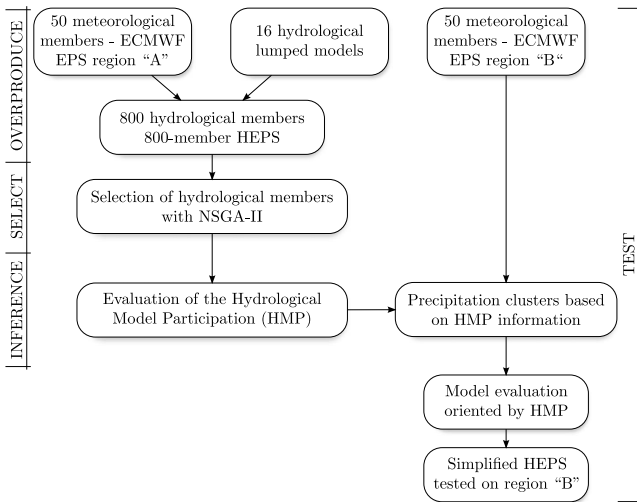 OVERPRODUCE
SELECT
INFERENCE
50 meteorological
members - ECMWF
EPS region “A”
16 hydrological
lumped models
800 hydrological members
800-member HEPS
Selection of hydrological members
with NSGA-II
Evaluation of the Hydrological
Model Participation (HMP)
50 meteorological
members - ECMWF
EPS region “B“
Precipitation clusters based
on HMP information
Model evaluation
oriented by HMP
Simplified HEPS
tested on region “B”
TEST